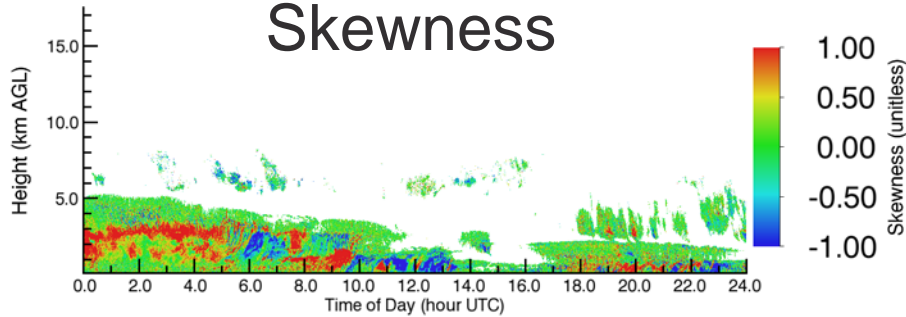 Skewness
Height (km AGL)
15.0
10.0
5.0
0.0 2.0 4.0 6.0 8.0 10.0 12.0 14.0 16.0 18.0 20.0 22.0 24.0
Time of Day (hour UTC)
1.00
0.50
0.00
-0.50
-1.00
Skewness (unitless)